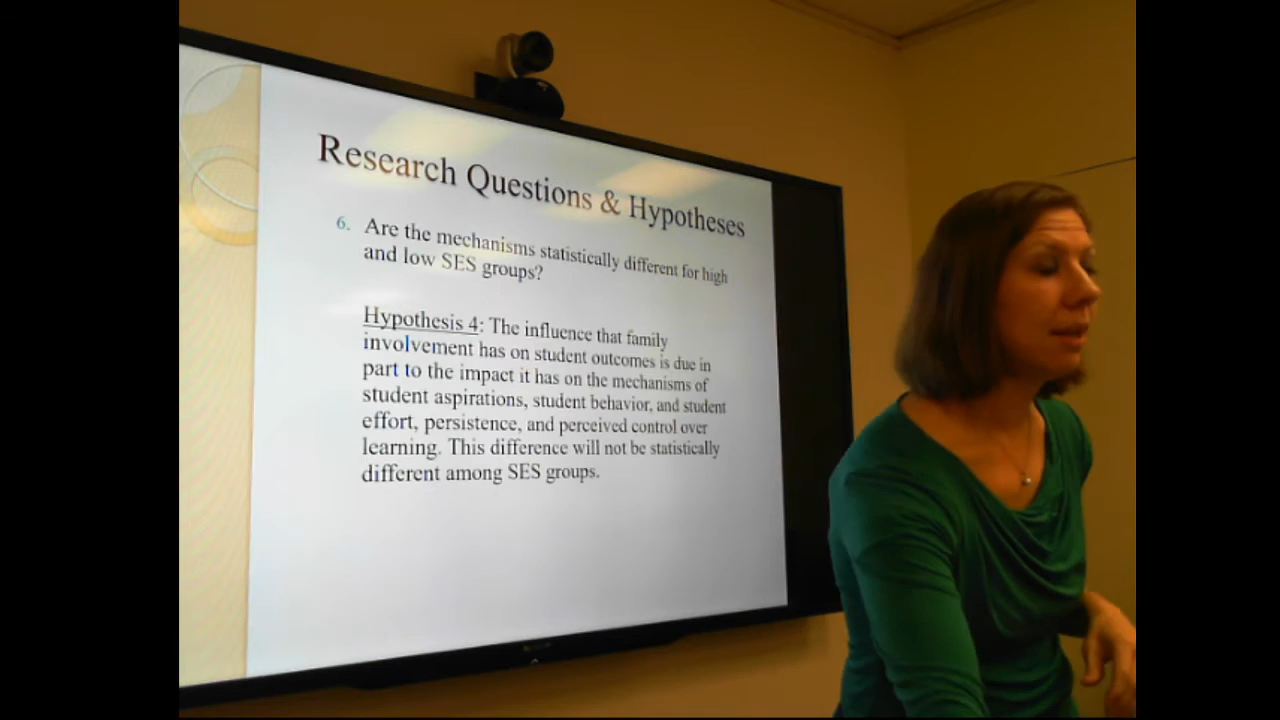 Research Questions & Hypotheses
6. Are the mechanisms statistically different for high
and low SES groups?
Hypothesis 4: The influence that family
involvement has on student outcomes is due in
part to the impact it has on the mechanisms of
student aspirations, student behavior, and student
effort, persistence, and perceived control over
learning. This difference will not be statistically
different among SES groups.